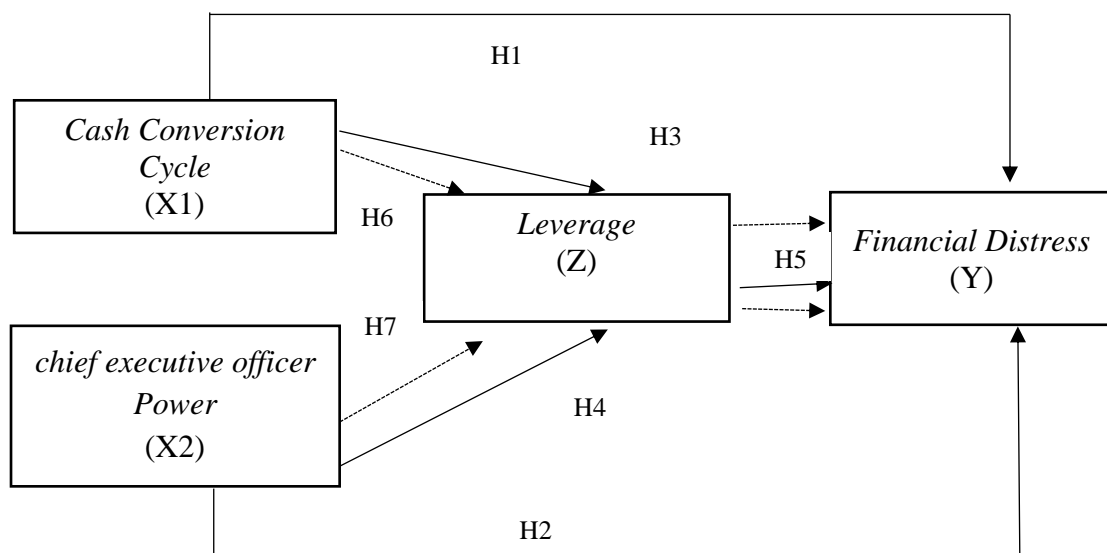 H1
Cash Conversion
Cycle
(X1)
H3
H6
Leverage
(Z)
H5
Financial Distress
(Y)
H7
chief executive officer
Power
(X2)
H4
H2